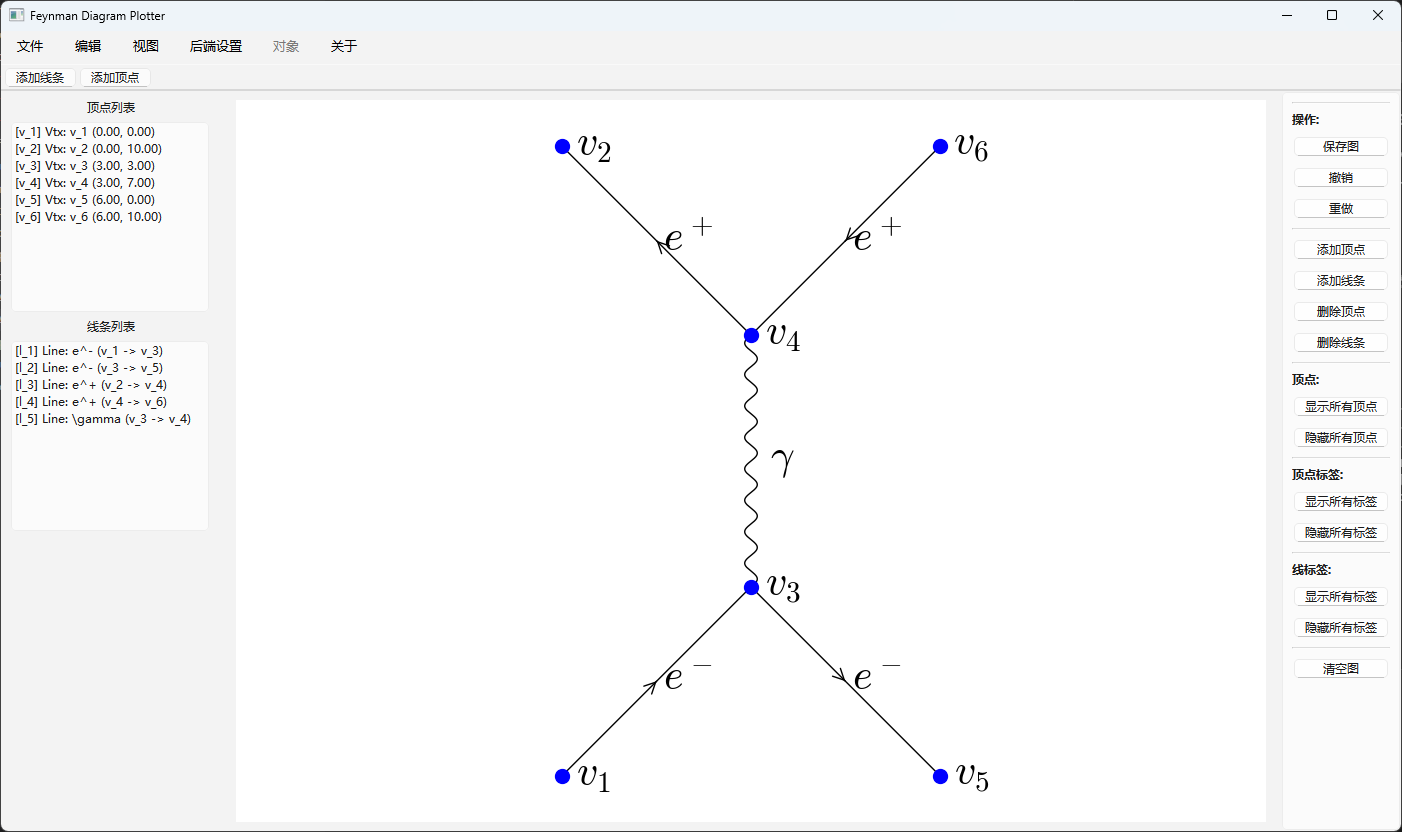 Feynman Diagram Plotter
文件 编辑 视图 后端设置 对象 关于
添加线条 添加顶点
顶点列表
[v_1] Vtx: v_1 (0.00, 0.00)
[v_2] Vtx: v_2 (0.00, 10.00)
[v_3] Vtx: v_3 (3.00, 3.00)
[v_4] Vtx: v_4 (3.00, 7.00)
[v_5] Vtx: v_5 (6.00, 0.00)
[v_6] Vtx: v_6 (6.00, 10.00)
线条列表
[l_1] Line: e^- (v_1 -> v_3)
[l_2] Line: e^- (v_3 -> v_5)
[l_3] Line: e^+ (v_2 -> v_4)
[l_4] Line: e^+ (v_4 -> v_6)
[l_5] Line: \gamma (v_3 -> v_4)
v₂ v₆
e⁺ e⁺
v₄
γ
v₃
e⁻ e⁻
v₁ v₅
操作:
保存图
撤销
重做
添加顶点
添加线条
删除顶点
删除线条
顶点:
显示所有顶点
隐藏所有顶点
顶点标签:
显示所有标签
隐藏所有标签
线标签:
显示所有标签
隐藏所有标签
清空图